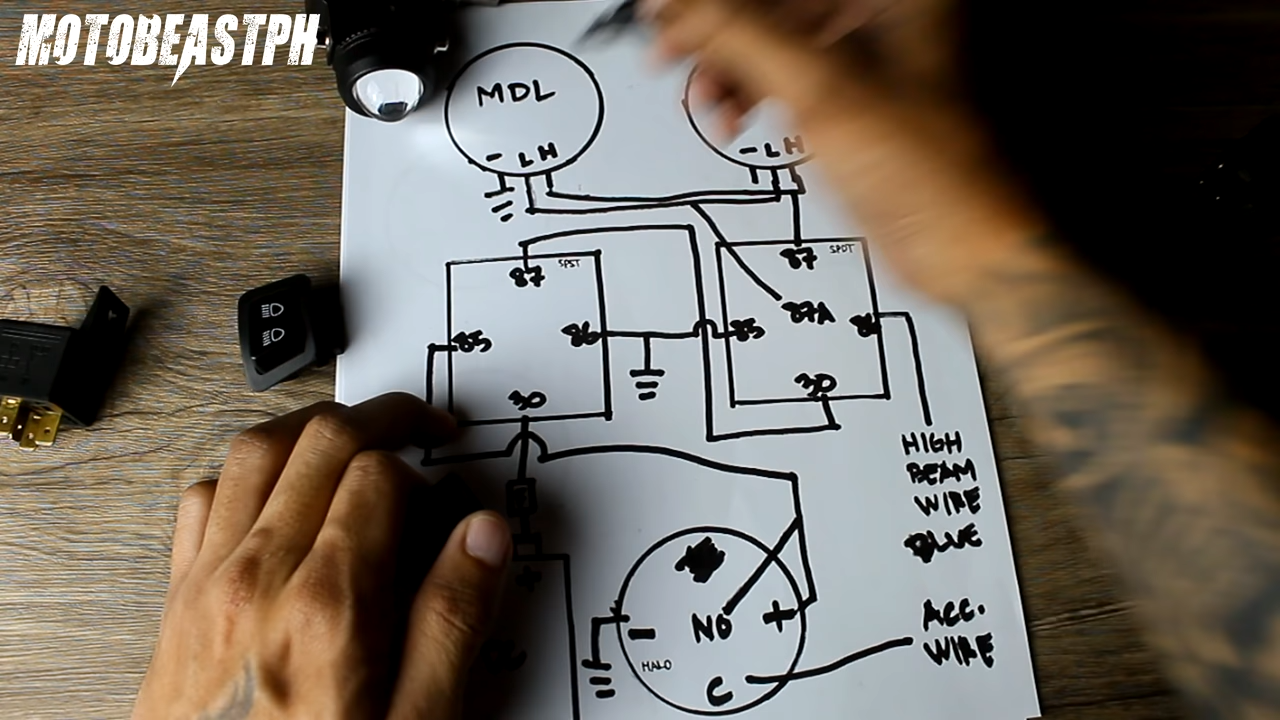 MOTOBEASTPH
MDL
- L H
- L H
87
SPST
85
86
30
87
SPDT
87A
85
86
30
HIGH
BEAM
WIRE
BLUE
+
- NO +
HALO
C
ACC.
WIRE